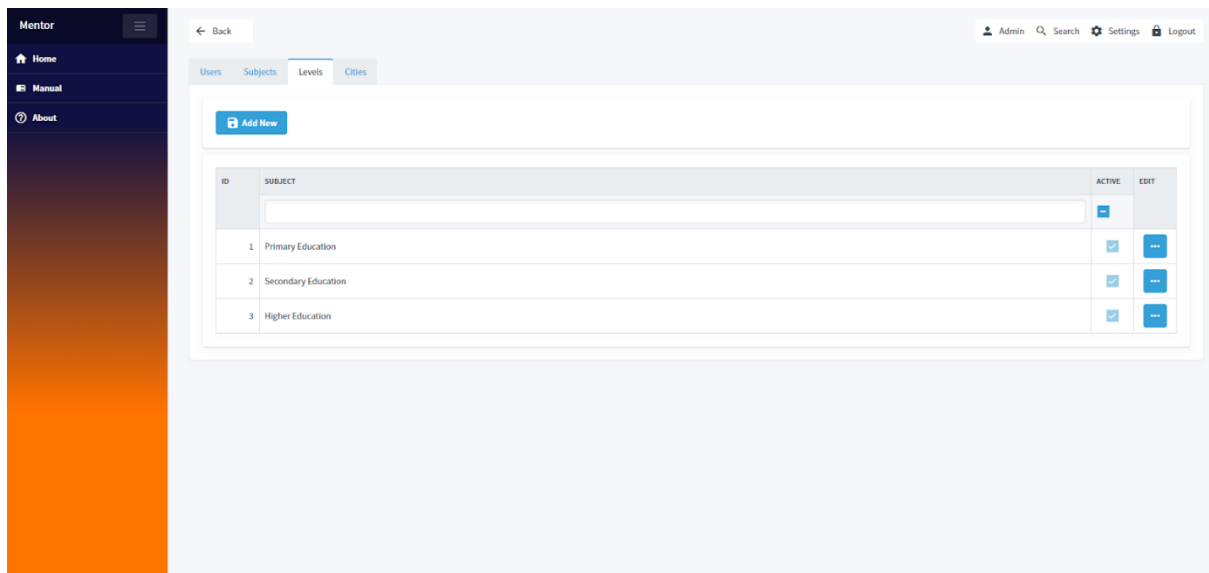 Mentor
← Back
Admin Search Settings Logout
Home
Manual
About
Users Subjects Levels Cities
Add New
ID SUBJECT ACTIVE EDIT
1 Primary Education
2 Secondary Education
3 Higher Education